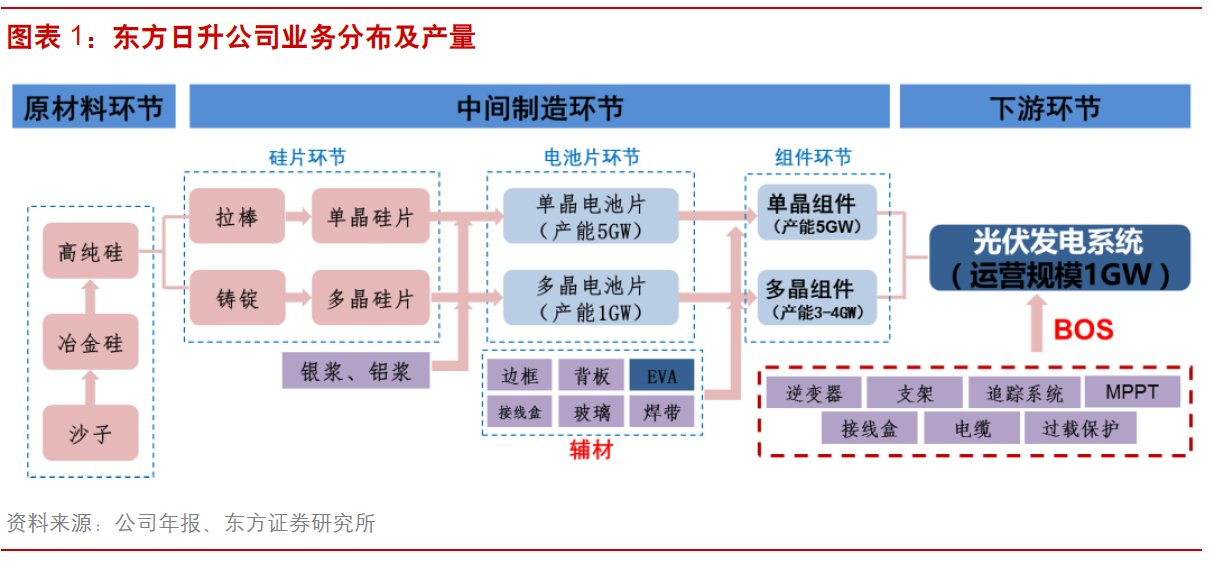 图表 1：东方日升公司业务分布及产量
原材料环节
中间制造环节
下游环节
硅片环节
电池片环节
组件环节
高纯硅
冶金硅
沙子
拉棒
单晶硅片
铸锭
多晶硅片
银浆、铝浆
单晶电池片
（产能5GW）
多晶电池片
（产能1GW）
边框
背板
EVA
接线盒
玻璃
焊带
辅材
单晶组件
（产能5GW）
多晶组件
（产能3-4GW）
光伏发电系统
（运营规模1GW）
BOS
逆变器
支架
追踪系统
MPPT
接线盒
电缆
过载保护
资料来源：公司年报、东方证券研究所